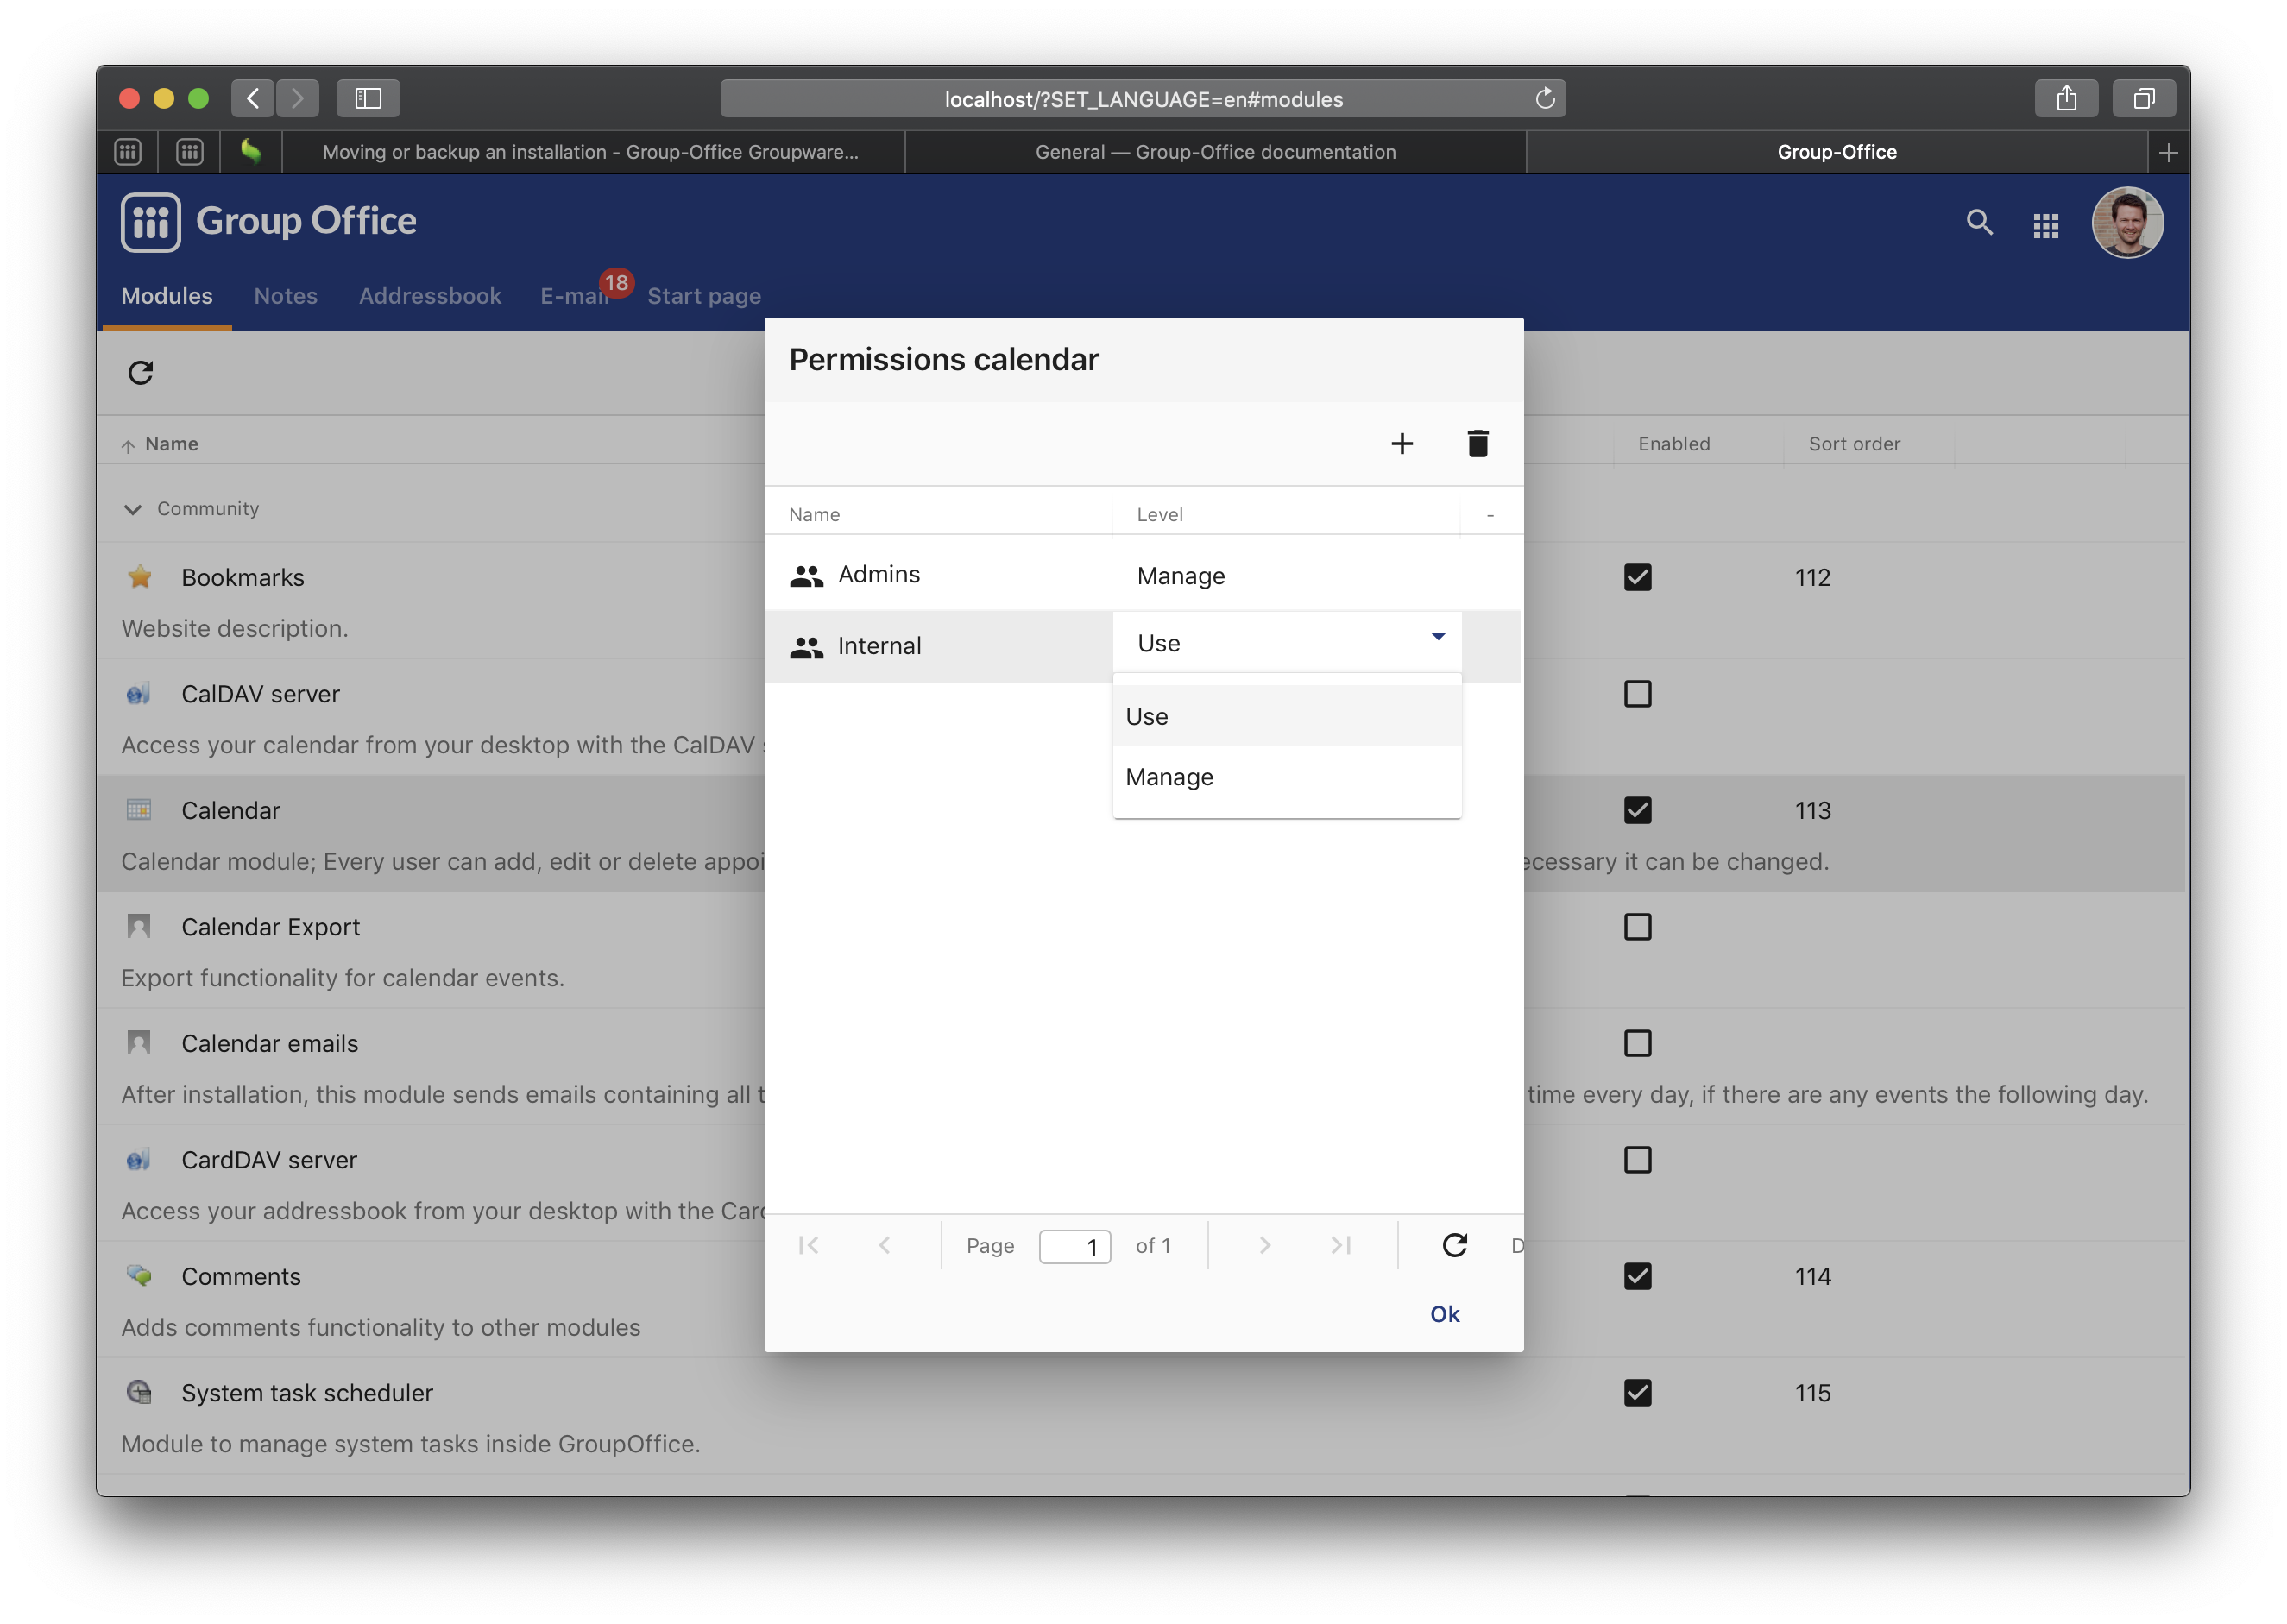 localhost/?SET_LANGUAGE=en#modules
Moving or backup an installation - Group-Office Groupware...
General — Group-Office documentation
Group-Office
Group Office
Modules
Notes
Addressbook
E-mail
18
Start page
Permissions calendar
Name
Level
-
Admins
Manage
Internal
Use
Use
Manage
Page
1
of 1
D
Ok
Name
Enabled
Sort order
Community
Bookmarks
112
Website description.
CalDAV server
Access your calendar from your desktop with the CalDAV
Calendar
113
Calendar module; Every user can add, edit or delete appoi
ecessary it can be changed.
Calendar Export
Export functionality for calendar events.
Calendar emails
After installation, this module sends emails containing all t
time every day, if there are any events the following day.
CardDAV server
Access your addressbook from your desktop with the Card
Comments
114
Adds comments functionality to other modules
System task scheduler
115
Module to manage system tasks inside GroupOffice.